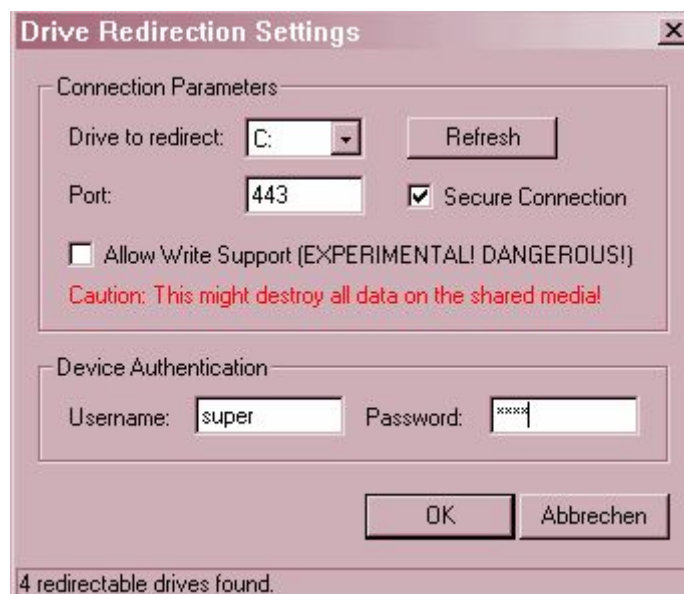 Drive Redirection Settings
Connection Parameters
Drive to redirect: C: Refresh
Port: 443 Secure Connection
Allow Write Support (EXPERIMENTAL! DANGEROUS!)
Caution: This might destroy all data on the shared media!
Device Authentication
Username: super Password: ****
OK Abbrechen
4 redirectable drives found.